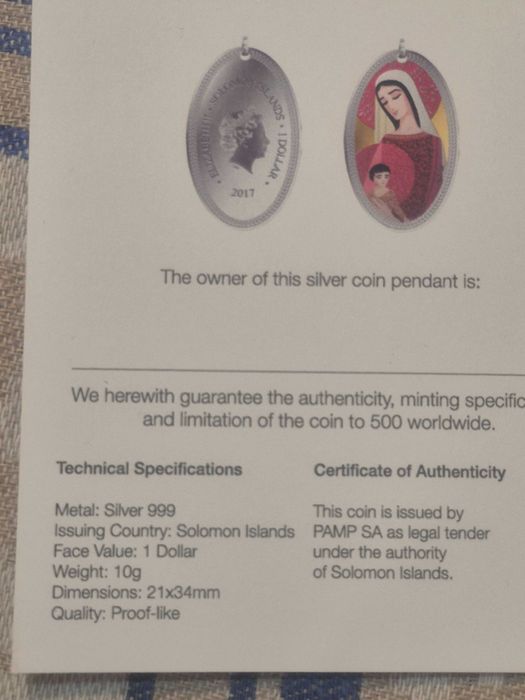 ELIZABETH II • SOLOMON ISLANDS • 1 DOLLAR •
2017
The owner of this silver coin pendant is:
We herewith guarantee the authenticity, minting
and limitation of the coin to 500 worldwide.
Technical Specifications
Metal: Silver 999
Issuing Country: Solomon Islands
Face Value: 1 Dollar
Weight: 10g
Dimensions: 21x34mm
Quality: Proof-like
Certificate of Authenticity
This coin is issued by
PAMP SA as legal tender
under the authority
of Solomon Islands.